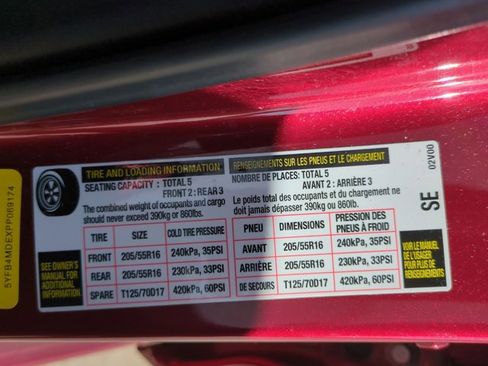 TIRE AND LOADING INFORMATION
SEATING CAPACITY : TOTAL 5
FRONT 2 : REAR 3
The combined weight of occupants and cargo
should never exceed 390kg or 860lbs.
TIRE SIZE COLD TIRE PRESSURE
FRONT 205/55R16 240kPa, 35PSI
REAR 205/55R16 230kPa, 33PSI
SPARE T125/70D17 420kPa, 60PSI
SEE OWNER'S
MANUAL FOR
ADDITIONAL
INFORMATION
RENSEIGNEMENTS SUR LES PNEUS ET LE CHARGEMENT
NOMBRE DE PLACES: TOTAL 5
AVANT 2 : ARRIÈRE 3
Le poids total des occupants et du chargement ne
doit jamais dépasser 390kg ou 860lb.
PNEU DIMENSIONS PRESSION DES
PNEUS À FROID
AVANT 205/55R16 240kPa, 35PSI
ARRIÈRE 205/55R16 230kPa, 33PSI
DE SECOURS T125/70D17 420kPa, 60PSI
VOIR LE MANUEL
DE L'USAGER
POUR PLUS DE
RENSEIGNEMENTS
SE
02V00
5YFB4MDEXPP069174